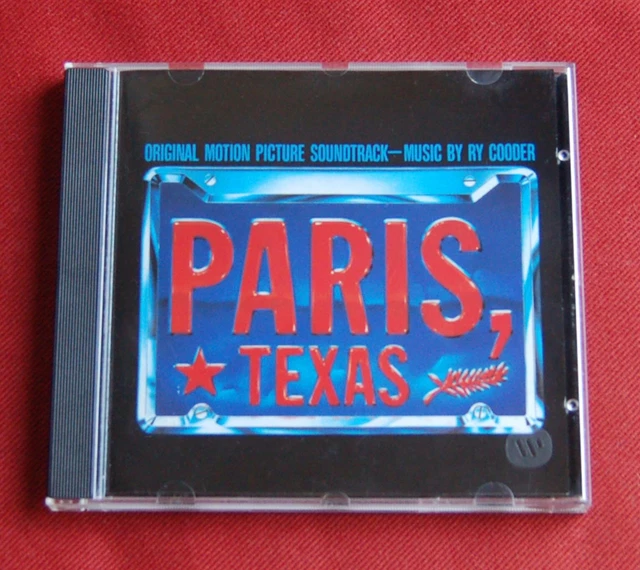 ORIGINAL MOTION PICTURE SOUNDTRACK—MUSIC BY RY COODER
PARIS,
TEXAS